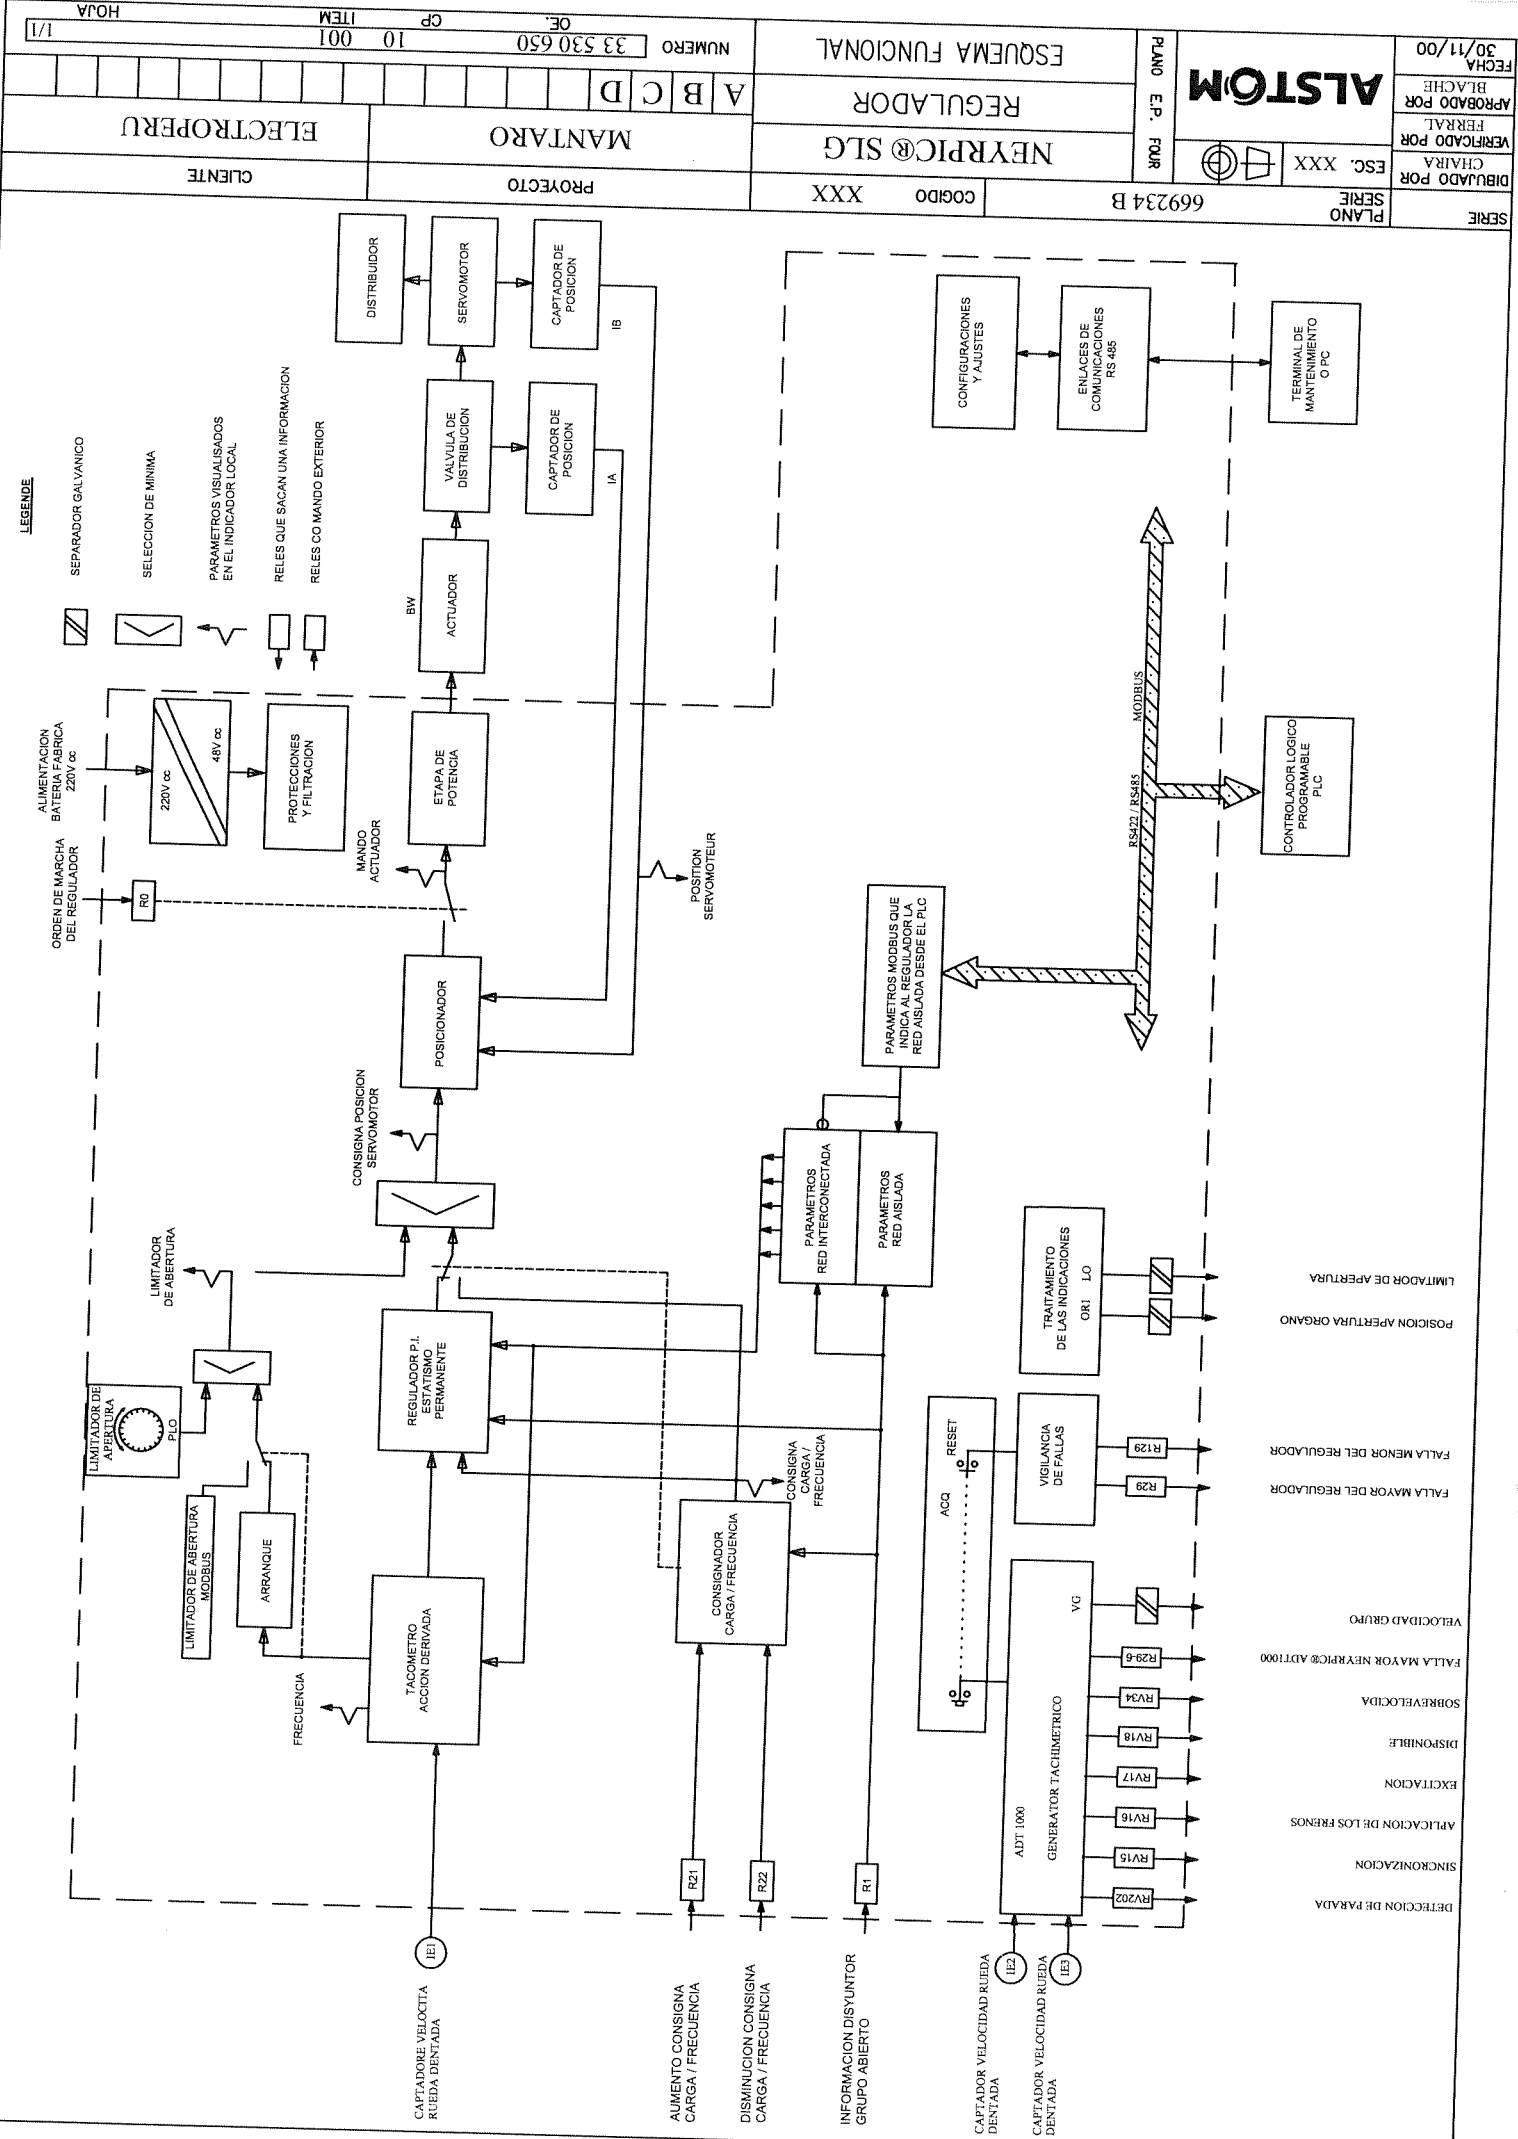 LEGENDE
SEPARADOR GALVANICO
SELECCION DE MINIMA
PARAMETROS VISUALISADOS
EN EL INDICADOR LOCAL
RELES QUE SACAN UNA INFORMACION
RELES CO MANDO EXTERIOR
ALIMENTACION
BATERIA FABRICA
220V cc
220V cc
48V cc
PROTECCIONES
Y FILTRACION
ORDEN DE MARCHA
DEL REGULADOR
R0
LIMITADOR DE
APERTURA
PLO
LIMITADOR
DE ABERTURA
LIMITADOR DE ABERTURA
MODBUS
ARRANQUE
FRECUENCIA
CAPTADORE VELOCITA
RUEDA DENTADA
IE1
TACOMETRO
ACCION DERIVADA
REGULADOR P.I.
ESTATISMO
PERMANENTE
CONSIGNA POSICION
SERVOMOTOR
POSICIONADOR
MANDO
ACTUADOR
ETAPA DE
POTENCIA
BW
ACTUADOR
VALVULA DE
DISTRIBUCION
SERVOMOTOR
DISTRIBUIDOR
CAPTADOR DE
POSICION
IA
CAPTADOR DE
POSICION
IB
POSITION
SERVOMOTEUR
AUMENTO CONSIGNA
CARGA / FRECUENCIA
R21
DISMINUCION CONSIGNA
CARGA / FRECUENCIA
R22
CONSIGNADOR
CARGA / FRECUENCIA
CONSIGNA
CARGA /
FRECUENCIA
INFORMACION DISYUNTOR
GRUPO ABIERTO
R1
PARAMETROS
RED INTERCONECTADA
PARAMETROS
RED AISLADA
PARAMETROS MODBUS QUE
INDICA AL REGULADOR LA
RED AISLADA DESDE EL PLC
CONFIGURACIONES
Y AJUSTES
ENLACES DE
COMUNICACIONES
RS 485
TERMINAL DE
MANTENIMIENTO
O PC
RS422 / RS485
MODBUS
CONTROLADOR LOGICO
PROGRAMABLE
PLC
CAPTADOR VELOCIDAD RUEDA
DENTADA
IE2
CAPTADOR VELOCIDAD RUEDA
DENTADA
IE3
ADT 1000
GENERATOR TACHIMETRICO
VG
ACQ
RESET
VIGILANCIA
DE FALLAS
TRAITAMIENTO
DE LAS INDICACIONES
OR1
LO
RV202
RV15
RV16
RV17
RV18
RV34
R29-6
R29
R129
DETECCION DE PARADA
SINCRONIZACION
APLICACION DE LOS FRENOS
EXCITACION
DISPONIBLE
SOBREVELOCIDA
FALLA MAYOR NEYRPIC® ADT1000
VELOCIDAD GRUPO
FALLA MAYOR DEL REGULADOR
FALLA MENOR DEL REGULADOR
POSICION APERTURA ORGANO
LIMITADOR DE APERTURA
SERIE
PLANO
SERIE
669234 B
COGIDO
XXX
PROYECTO
CLIENTE
DIBUJADO POR
CHAIRA
ESC. XXX
VERIFICADO POR
FERRAL
APROBADO POR
BLACHE
FECHA
30/11/00
ALSTOM
PLANO E.P. FOUR
NEYRPIC® SLG
REGULADOR
ESQUEMA FUNCIONAL
MANTARO
ELECTROPERU
A B C D
NUMERO
33 530 650
10
001
1/1
OE.
CP
ITEM
HOJA